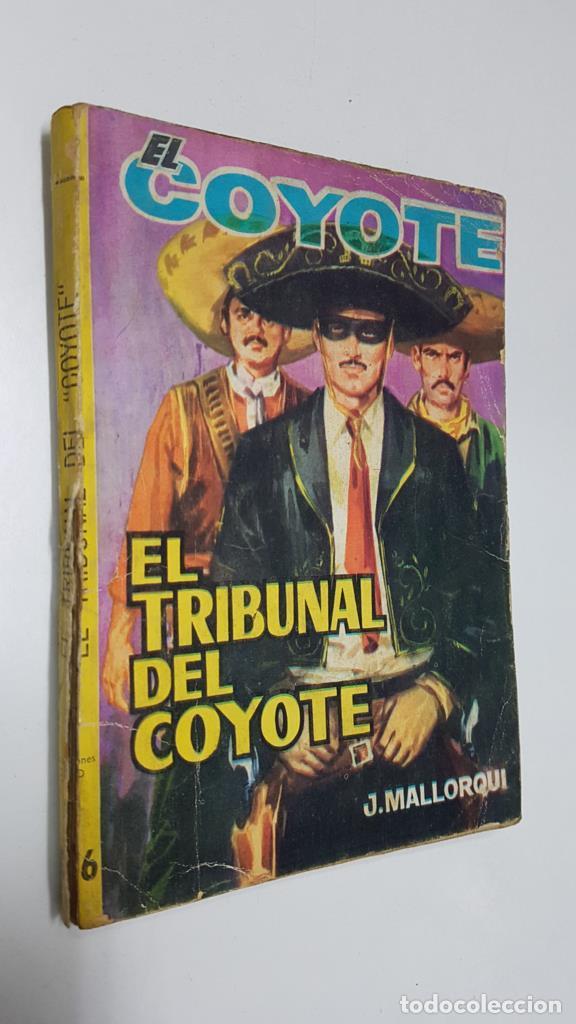 EL
COYOTE
EL
TRIBUNAL
DEL
COYOTE
J.MALLORQUI
EL TRIBUNAL DEL "COYOTE"
6
todocoleccion